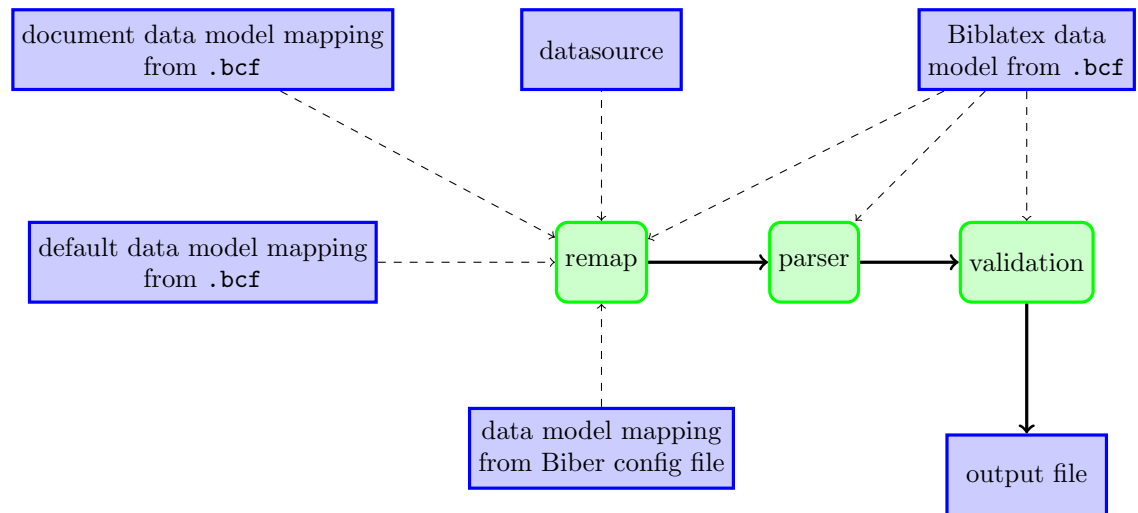 document data model mapping
from .bcf
datasource
Biblatex data
model from .bcf
default data model mapping
from .bcf
remap
parser
validation
data model mapping
from Biber config file
output file